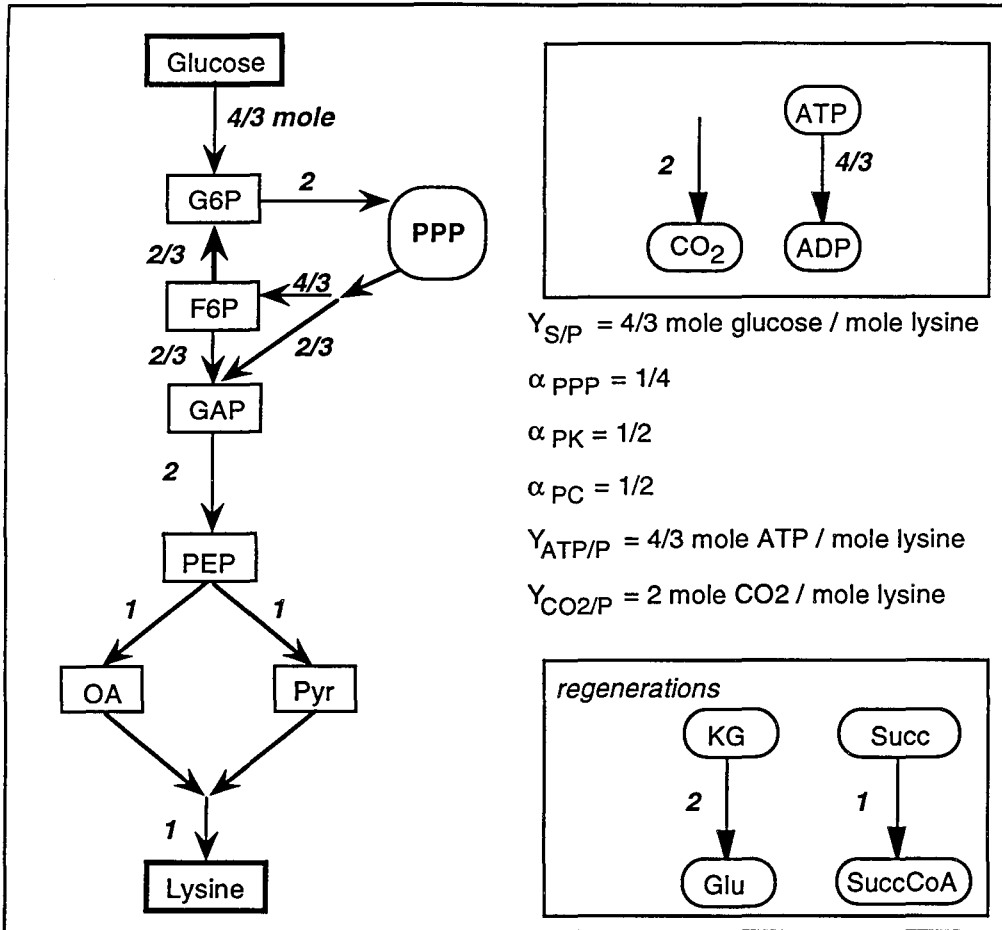 Glucose
4/3 mole
G6P
2
PPP
2/3
4/3
F6P
2/3
2/3
GAP
2
PEP
1
1
OA
Pyr
1
Lysine
2
CO2
ATP
4/3
ADP
YS/P = 4/3 mole glucose / mole lysine
α PPP = 1/4
α PK = 1/2
α PC = 1/2
YATP/P = 4/3 mole ATP / mole lysine
YCO2/P = 2 mole CO2 / mole lysine
regenerations
KG
Succ
2
1
Glu
SuccCoA